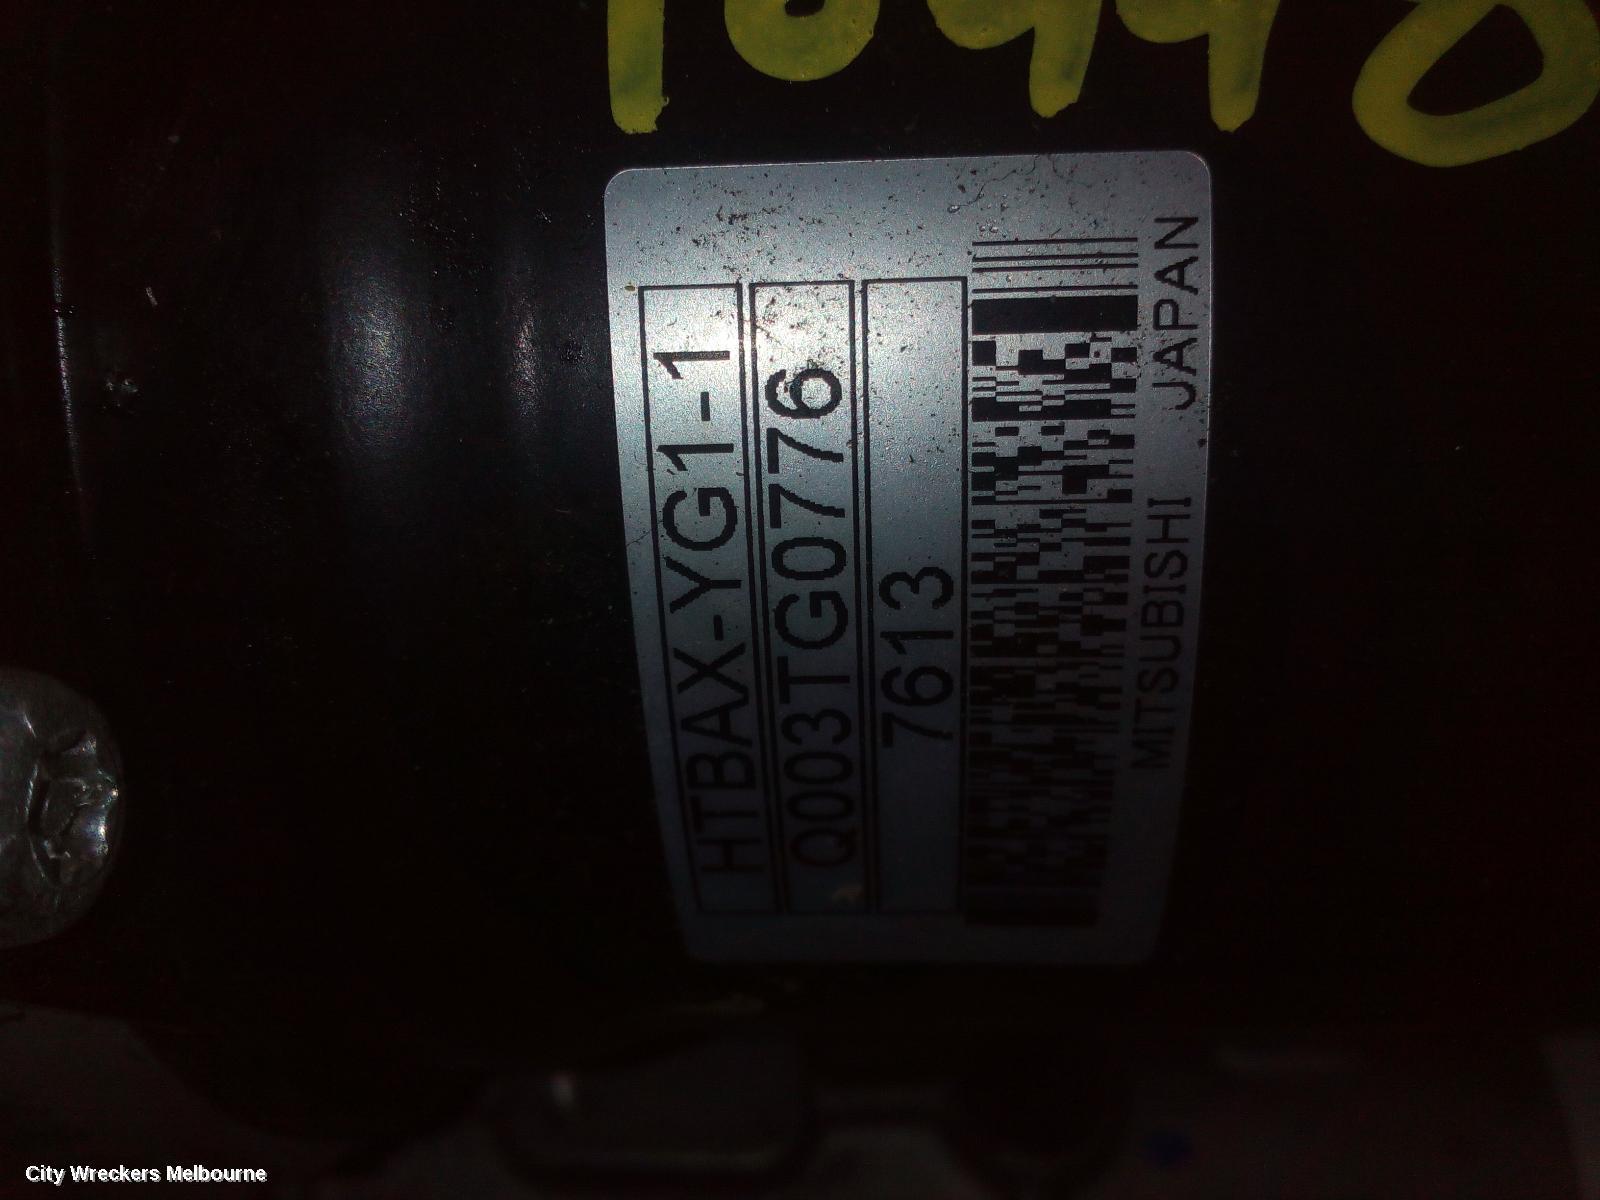 HTBAX-YG1-1
Q003TG0776
7613
MITSUBISHI JAPAN
City Wreckers Melbourne